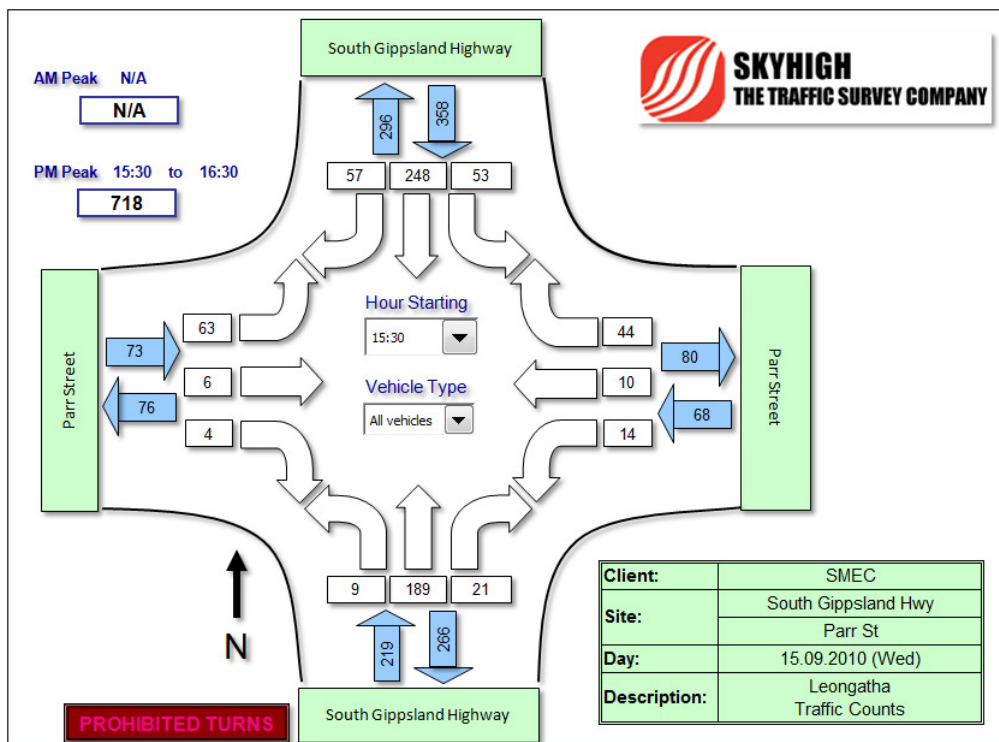 South Gippsland Highway
SKYHIGH
THE TRAFFIC SURVEY COMPANY
AM Peak N/A
N/A
PM Peak 15:30 to 16:30
718
296
358
57 248 53
Hour Starting
15:30
Vehicle Type
All vehicles
Parr Street
73
76
63
6
4
44
10
14
80
68
Parr Street
9 189 21
219
266
N
South Gippsland Highway
PROHIBITED TURNS
Client: SMEC
Site: South Gippsland Hwy
Parr St
Day: 15.09.2010 (Wed)
Description: Leongatha
Traffic Counts